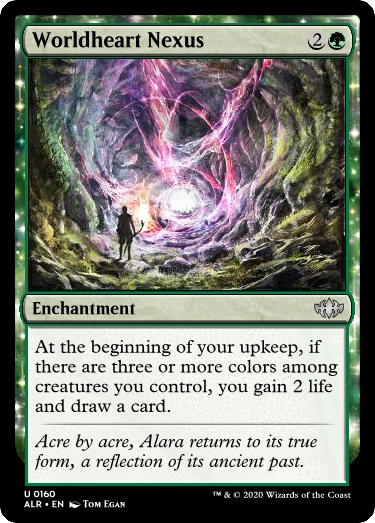 Worldheart Nexus 2
Enchantment
At the beginning of your upkeep, if
there are three or more colors among
creatures you control, you gain 2 life
and draw a card.
Acre by acre, Alara returns to its true
form, a reflection of its ancient past.
U 0160
ALR • EN Tom Egan
™ & © 2020 Wizards of the Coast